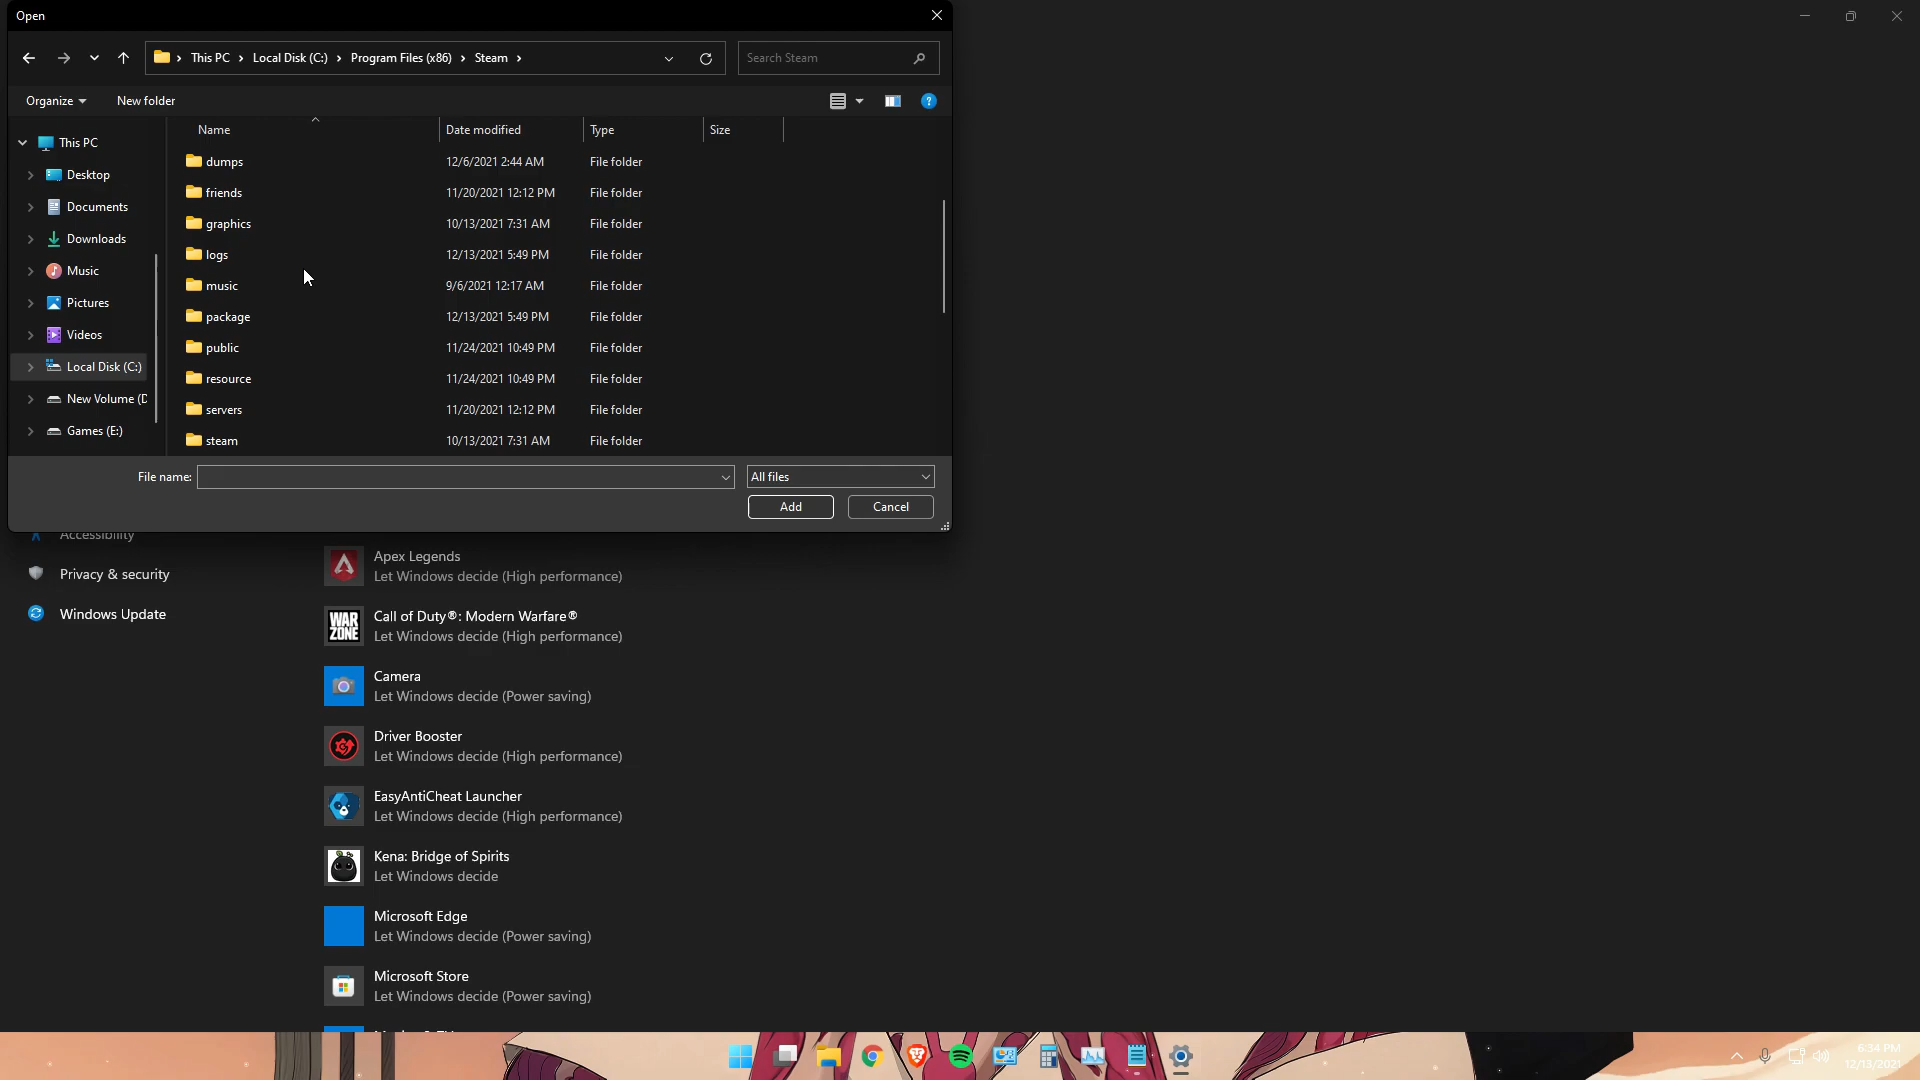 Open
This PC
Local Disk (C:)
Program Files (x86)
Steam
Search Steam
Organize
New folder
Name
Date modified
Type
Size
This PC
Desktop
Documents
Downloads
Music
Pictures
Videos
Local Disk (C:)
New Volume (D
Games (E:)
dumps 12/6/2021 2:44 AM File folder
friends 11/20/2021 12:12 PM File folder
graphics 10/13/2021 7:31 AM File folder
logs 12/13/2021 5:49 PM File folder
music 9/6/2021 12:17 AM File folder
package 12/13/2021 5:49 PM File folder
public 11/24/2021 10:49 PM File folder
resource 11/24/2021 10:49 PM File folder
servers 11/20/2021 12:12 PM File folder
steam 10/13/2021 7:31 AM File folder
File name:
All files
Add
Cancel
Accessibility
Privacy & security
Windows Update
Apex Legends
Let Windows decide (High performance)
WAR
ZONE
Call of Duty®: Modern Warfare®
Let Windows decide (High performance)
Camera
Let Windows decide (Power saving)
Driver Booster
Let Windows decide (High performance)
EasyAntiCheat Launcher
Let Windows decide (High performance)
Kena: Bridge of Spirits
Let Windows decide
Microsoft Edge
Let Windows decide (Power saving)
Microsoft Store
Let Windows decide (Power saving)
6:34 PM
12/13/2021